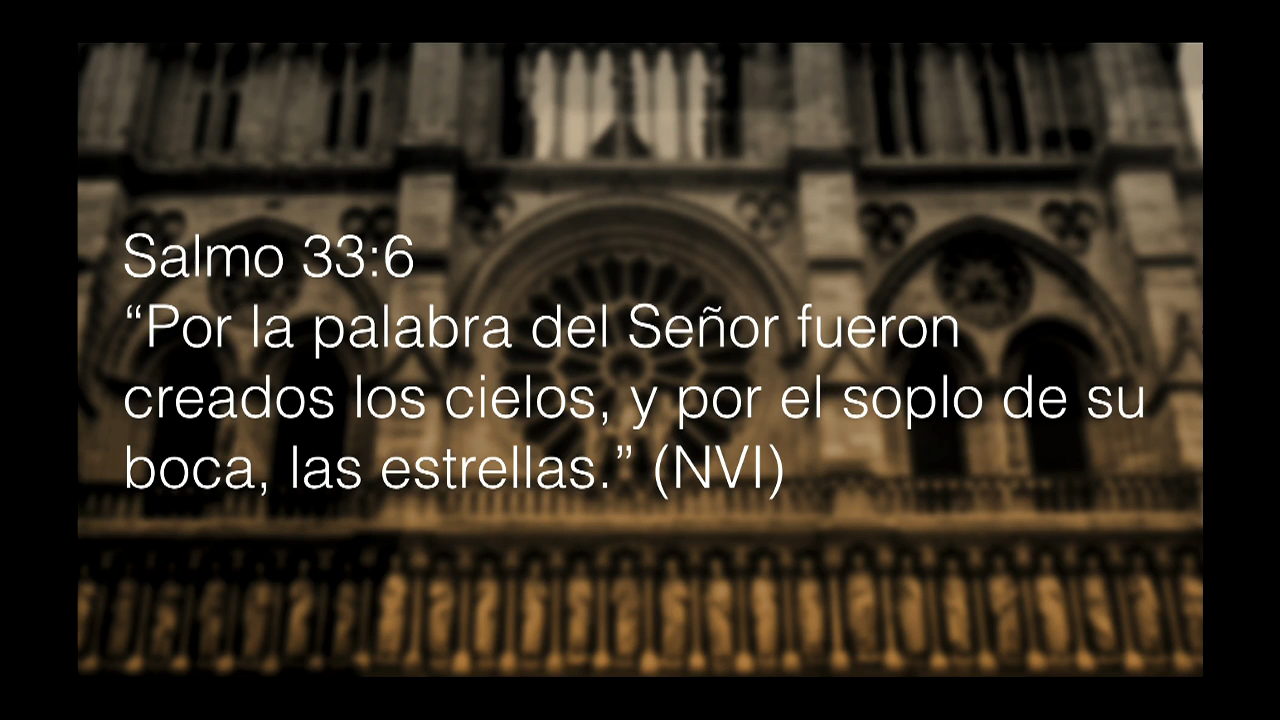 Salmo 33:6
“Por la palabra del Señor fueron
creados los cielos, y por el soplo de su
boca, las estrellas.” (NVI)